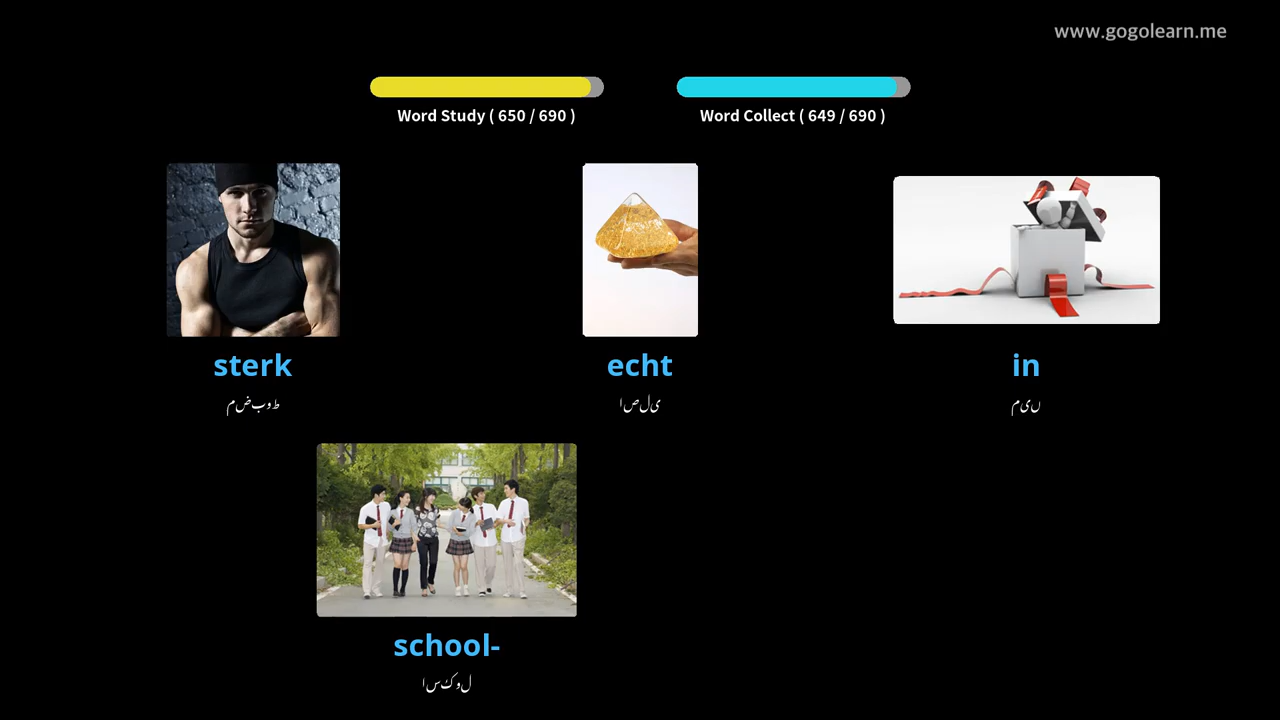 www.gogolearn.me
Word Study ( 650 / 690 )
Word Collect ( 649 / 690 )
sterk
echt
in
مضبوط
اصلی
میں
school-
اسکول